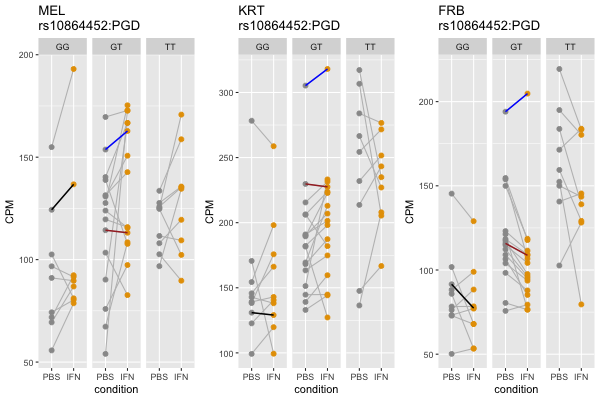 MEL
rs10864452:PGD
GG GT TT
200
150
100
50
CPM
PBS IFN PBS IFN PBS IFN
condition
KRT
rs10864452:PGD
GG GT TT
300
250
200
150
100
CPM
PBS IFN PBS IFN PBS IFN
condition
FRB
rs10864452:PGD
GG GT TT
200
150
100
50
CPM
PBS IFN PBS IFN PBS IFN
condition